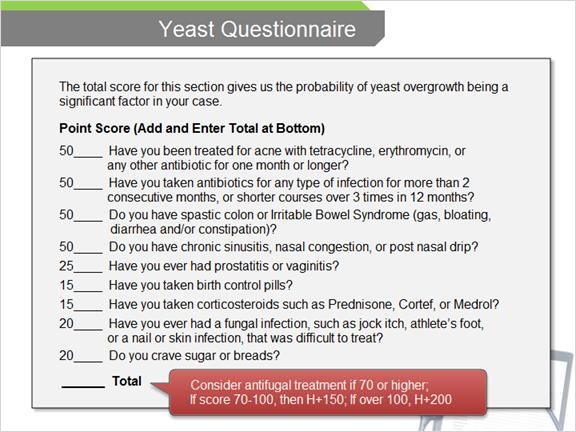 Yeast Questionnaire
The total score for this section gives us the probability of yeast overgrowth being a
significant factor in your case.
Point Score (Add and Enter Total at Bottom)
50____ Have you been treated for acne with tetracycline, erythromycin, or
any other antibiotic for one month or longer?
50____ Have you taken antibiotics for any type of infection for more than 2
consecutive months, or shorter courses over 3 times in 12 months?
50____ Do you have spastic colon or Irritable Bowel Syndrome (gas, bloating,
diarrhea and/or constipation)?
50____ Do you have chronic sinusitis, nasal congestion, or post nasal drip?
25____ Have you ever had prostatitis or vaginitis?
15____ Have you taken birth control pills?
15____ Have you taken corticosteroids such as Prednisone, Cortef, or Medrol?
20____ Have you ever had a fungal infection, such as jock itch, athlete's foot,
or a nail or skin infection, that was difficult to treat?
20____ Do you crave sugar or breads?
______ Total
Consider antifugal treatment if 70 or higher;
If score 70-100, then H+150; If over 100, H+200